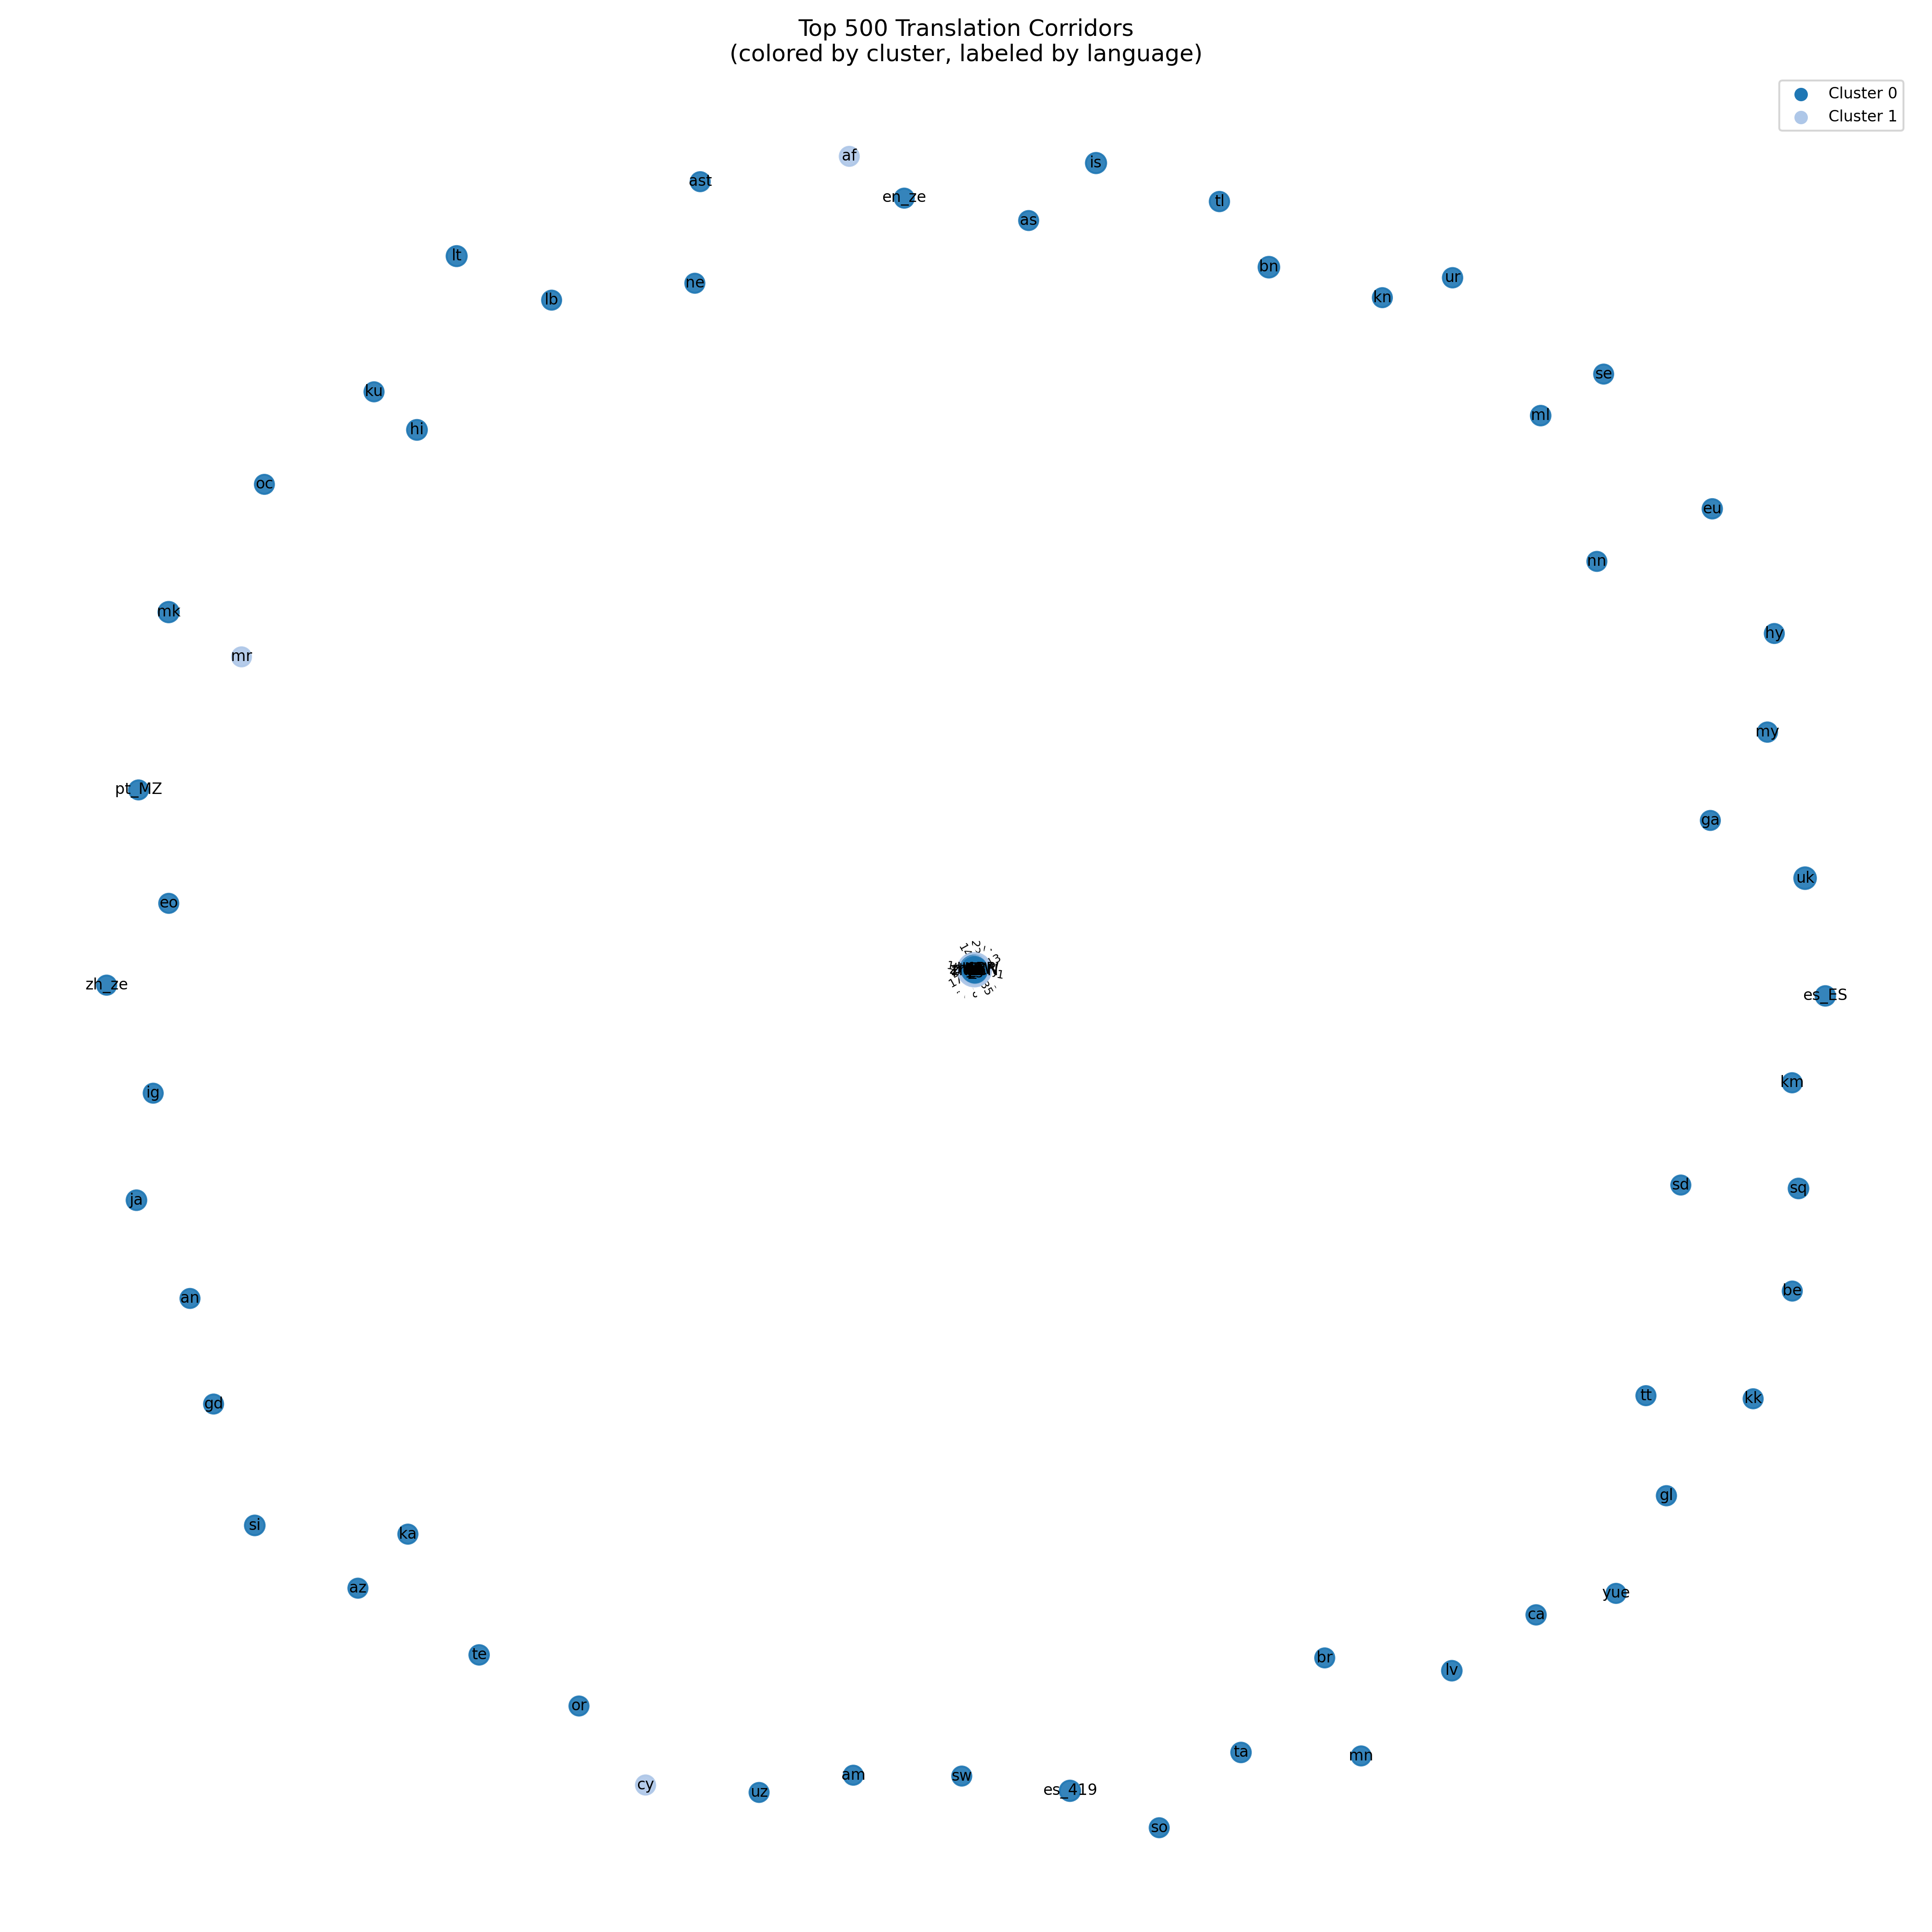 Top 500 Translation Corridors
(colored by cluster, labeled by language)
Cluster 0
Cluster 1
af
is
ast
en_ze
tl
as
lt
bn
ur
ne
kn
lb
se
ku
ml
hi
oc
eu
nn
mk
hy
mr
my
pt_MZ
ga
uk
eo
zh_ze
es_ES
km
ig
sd
sq
ja
be
an
tt
kk
gd
gl
si
ka
az
yue
ca
te
br
lv
or
ta
mn
cy
am
sw
uz
es_419
so